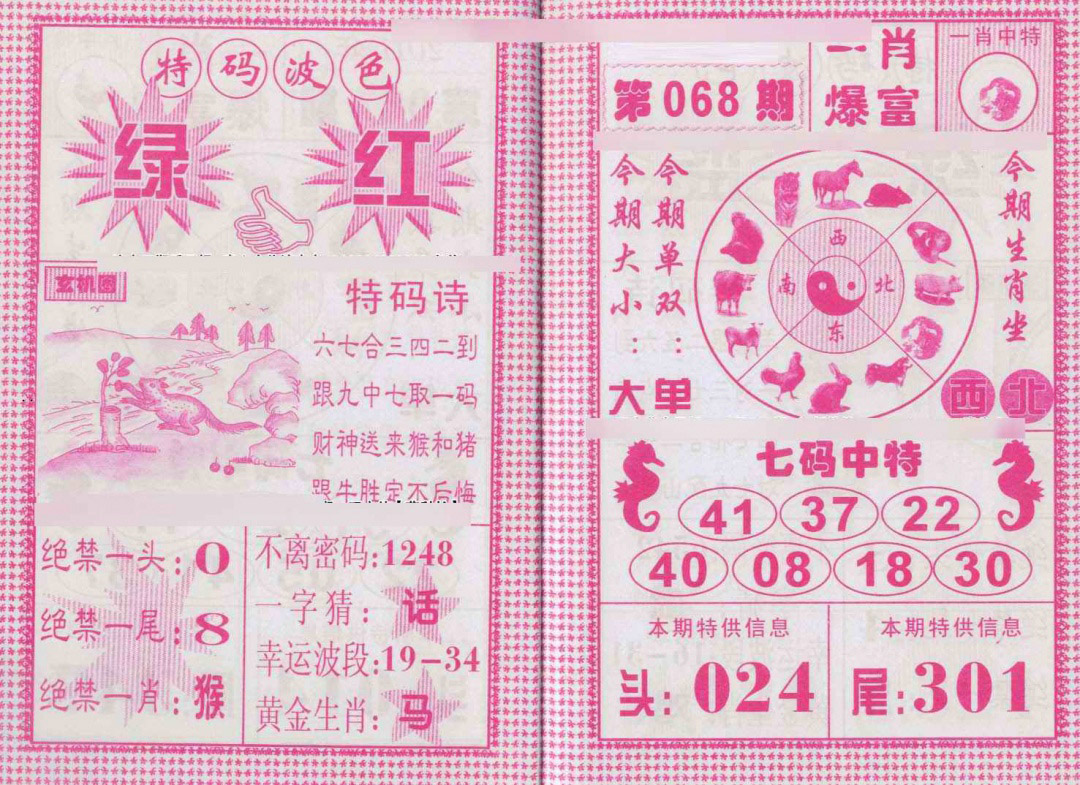 特码波色
绿 红
玄机图
特码诗
六七合三四二到
跟九中七取一码
财神送来猴和猪
跟牛胜定不后悔
绝禁一头:0
绝禁一尾:8
绝禁一肖:猴
不离密码:1248
一字猜:话
幸运波段:19-34
黄金生肖:马
第068期
一肖
爆富
一肖中特
今期大小:大
今期单双:单
西
南 北
东
今期生肖坐
西北
七码中特
41 37 22
40 08 18 30
本期特供信息
头:024
本期特供信息
尾:301